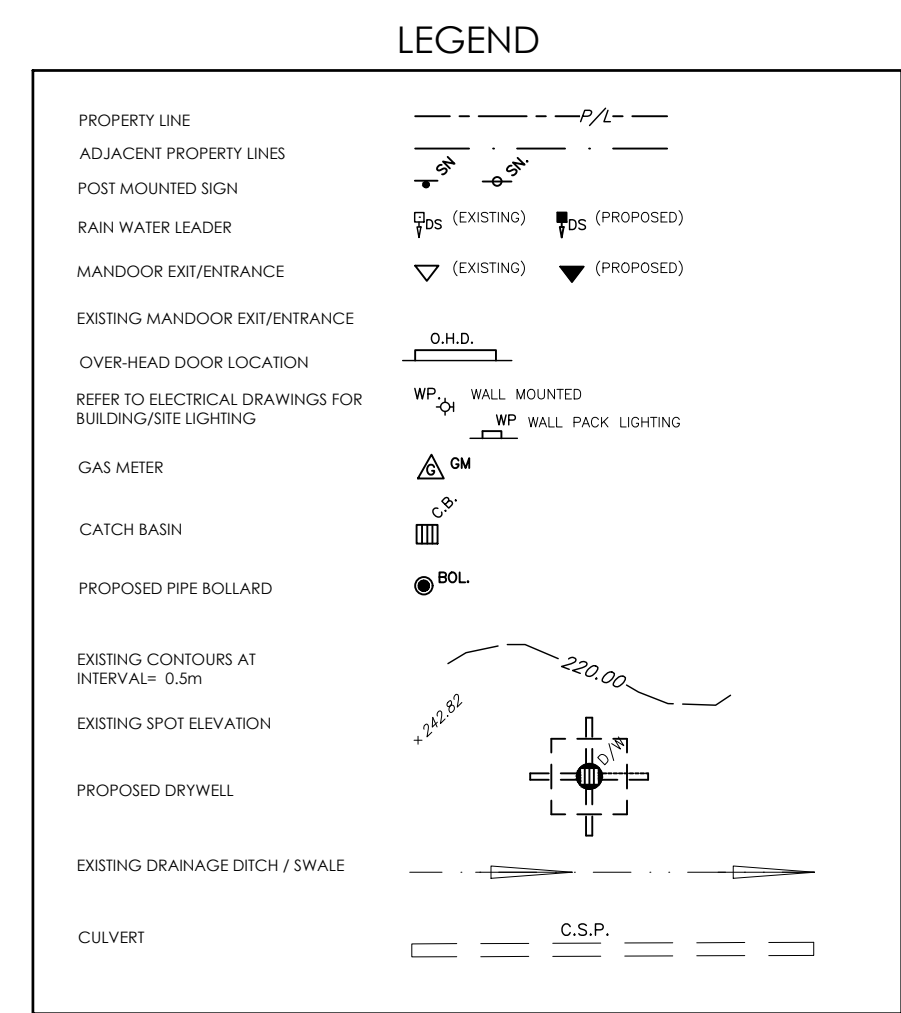 LEGEND
PROPERTY LINE
P/L
ADJACENT PROPERTY LINES
POST MOUNTED SIGN
SN
SN.
RAIN WATER LEADER
DS (EXISTING)
DS (PROPOSED)
MANDOOR EXIT/ENTRANCE
(EXISTING)
(PROPOSED)
EXISTING MANDOOR EXIT/ENTRANCE
OVER-HEAD DOOR LOCATION
O.H.D.
REFER TO ELECTRICAL DRAWINGS FOR
BUILDING/SITE LIGHTING
WP. WALL MOUNTED
WP WALL PACK LIGHTING
GAS METER
G GM
CATCH BASIN
C.B.
PROPOSED PIPE BOLLARD
BOL.
EXISTING CONTOURS AT
INTERVAL= 0.5m
220.00
EXISTING SPOT ELEVATION
+242.82
PROPOSED DRYWELL
D/W
EXISTING DRAINAGE DITCH / SWALE
CULVERT
C.S.P.